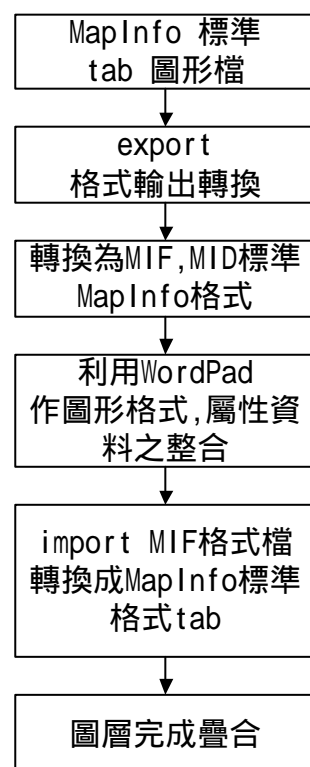 MapInfo 標準
tab 圖形檔
export
格式輸出轉換
轉換為MIF,MID標準
MapInfo格式
利用WordPad
作圖形格式,屬性資
料之整合
import MIF格式檔
轉換成MapInfo標準
格式tab
圖層完成疊合